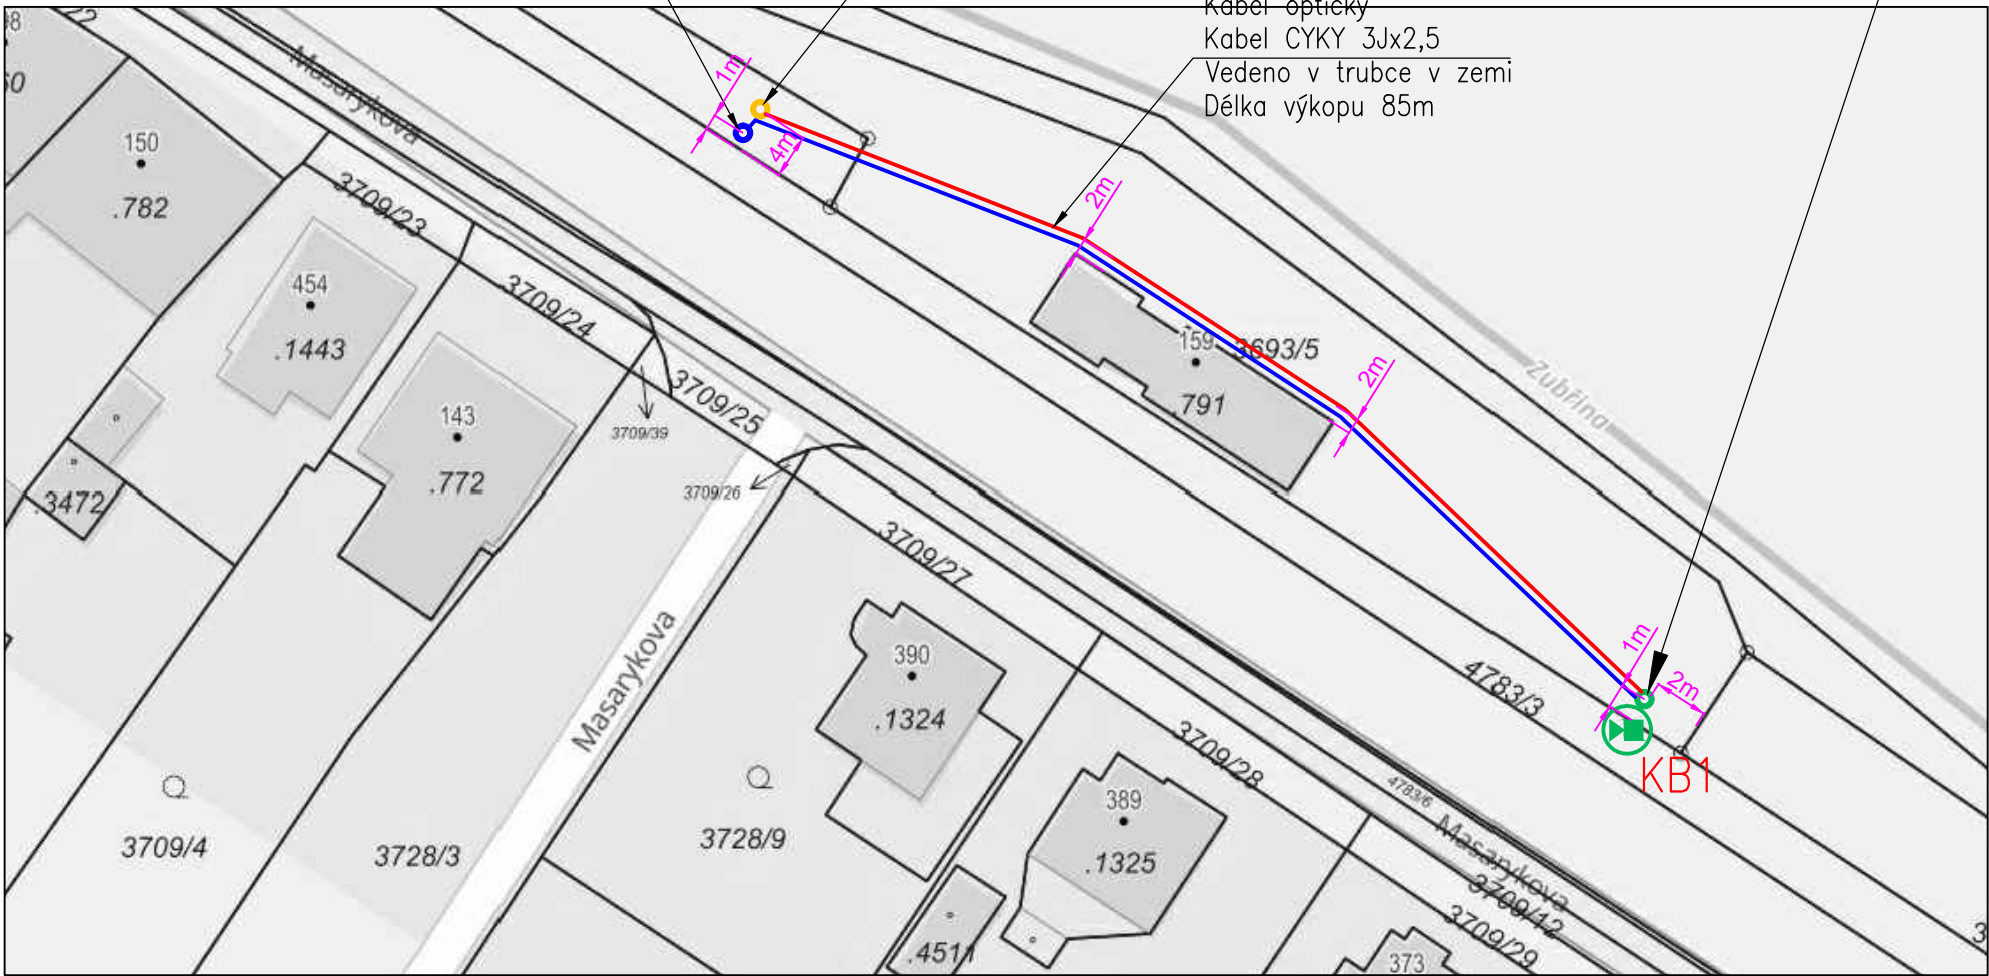 Kabel optický
Kabel CYKY 3Jx2,5
Vedeno v trubce v zemi
Délka výkopu 85m
Masarykova
1m
4m
150
.782
3709/23
2m
454
.1443
3709/24
159
3693/5
.791
2m
Zubřina
3709/25
143
.772
3709/39
3709/26
.3472
3709/27
Masarykova
390
.1324
1m
2m
4783/3
KB1
3709/28
4783/6
389
.1325
3709/4
3728/3
3728/9
Masarykova
3709/12
3709/29
.4511
373